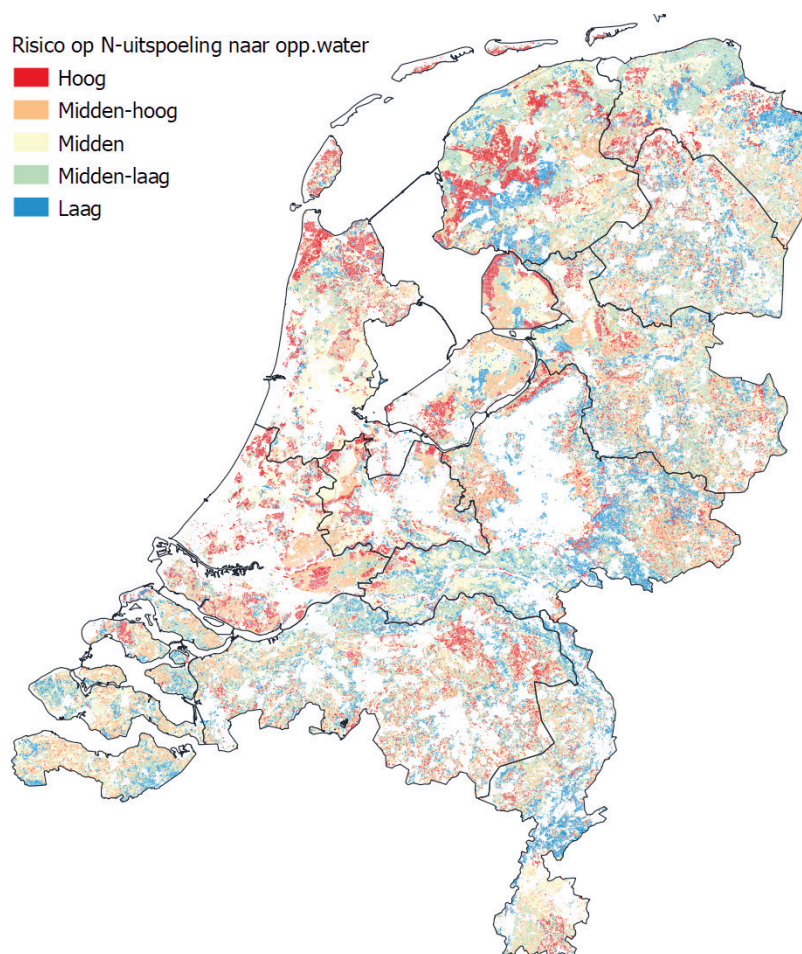 Risico op N-uitspoeling naar opp.water
Hoog
Midden-hoog
Midden
Midden-laag
Laag